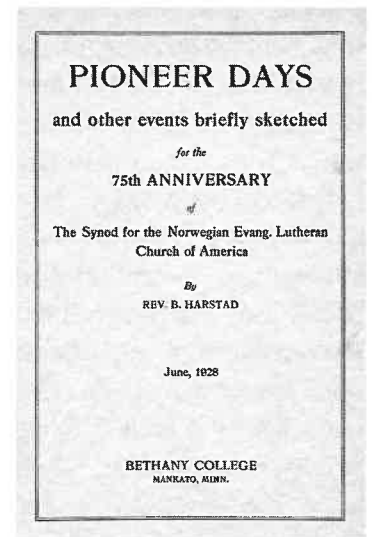 PIONEER DAYS
and other events briefly sketched
for the
75th ANNIVERSARY
of
The Synod for the Norwegian Evang. Lutheran
Church of America
By
REV. B. HARSTAD
June, 1928
BETHANY COLLEGE
MANKATO, MINN.